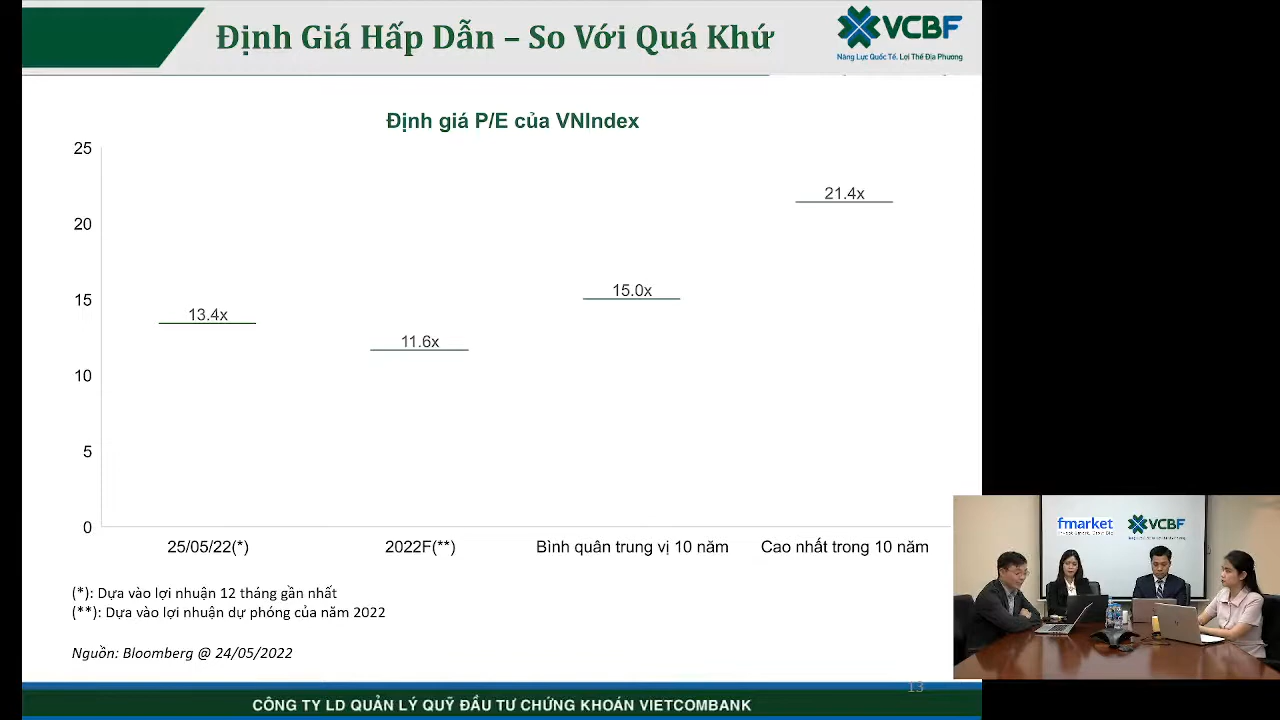 Định Giá Hấp Dẫn – So Với Quá Khứ
VCBF
Năng Lực Quốc Tế. Lợi Thế Địa Phương
Định giá P/E của VNIndex
25
20
15
10
5
0
13.4x
11.6x
15.0x
21.4x
25/05/22(*)
2022F(**)
Bình quân trung vị 10 năm
Cao nhất trong 10 năm
(*): Dựa vào lợi nhuận 12 tháng gần nhất
(**): Dựa vào lợi nhuận dự phóng của năm 2022
Nguồn: Bloomberg @ 24/05/2022
13
CÔNG TY LD QUẢN LÝ QUỸ ĐẦU TƯ CHỨNG KHOÁN VIETCOMBANK
fmarket
VCBF